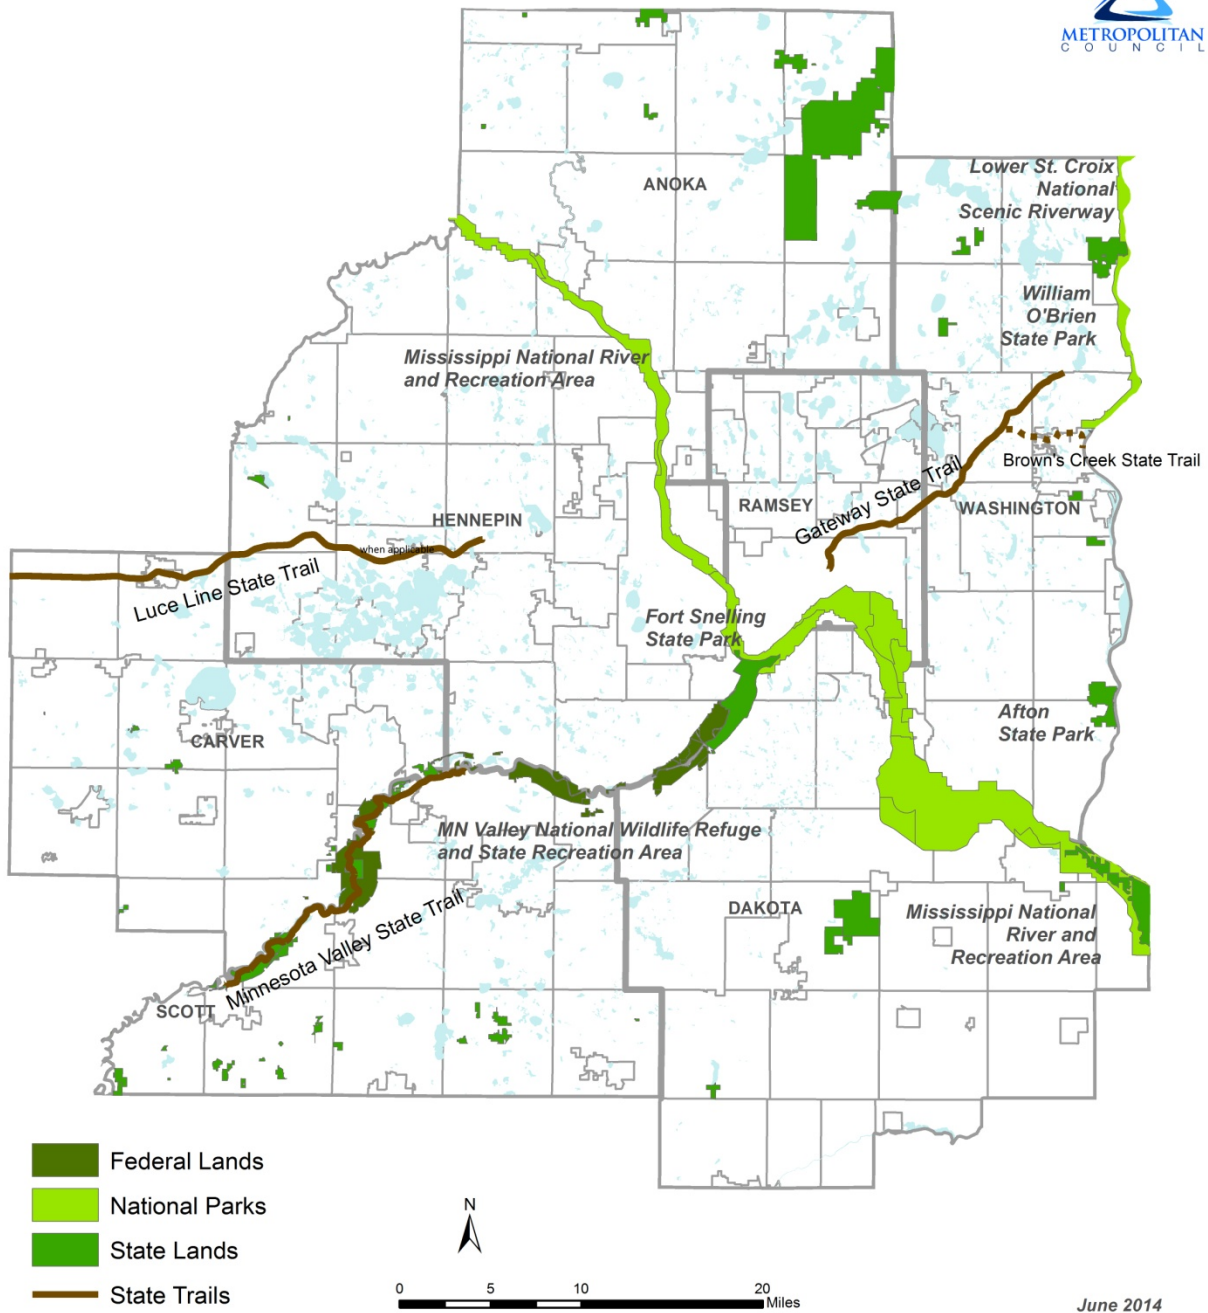 METROPOLITAN
COUNCIL
ANOKA
Lower St. Croix
National
Scenic Riverway
William
O'Brien
State Park
Mississippi National River
and Recreation Area
Brown's Creek State Trail
Gateway State Trail
RAMSEY
WASHINGTON
HENNEPIN
when applicable
Luce Line State Trail
Fort Snelling
State Park
CARVER
Afton
State Park
MN Valley National Wildlife Refuge
and State Recreation Area
Minnesota Valley State Trail
DAKOTA
Mississippi National
River and
Recreation Area
SCOTT
Federal Lands
National Parks
State Lands
State Trails
N
0 5 10 20
Miles
June 2014